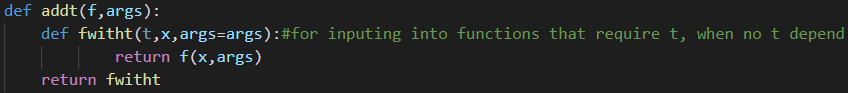 def addt(f,args):
def fwitht(t,x,args=args):#for inputing into functions that require t, when no t depend
return f(x,args)
return fwitht